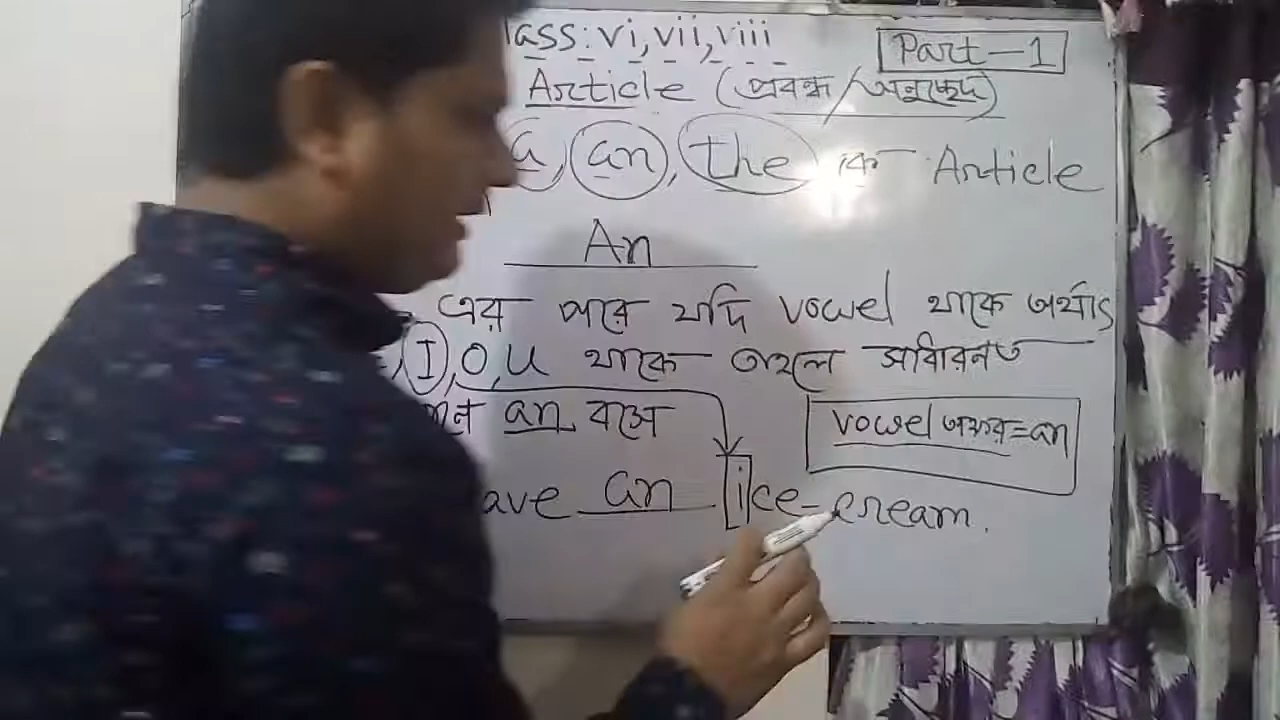 lass: vi, vii, viii
Part-1
Article (প্রবন্ধ/অনুচ্ছেদ)
a, an, the কে Article
An
এর পরে যদি vowel থাকে অর্থাৎ
, I, O, U থাকে তাহলে সাধারনত
an বসে
vowel অক্ষর=an
ave an ice-cream.